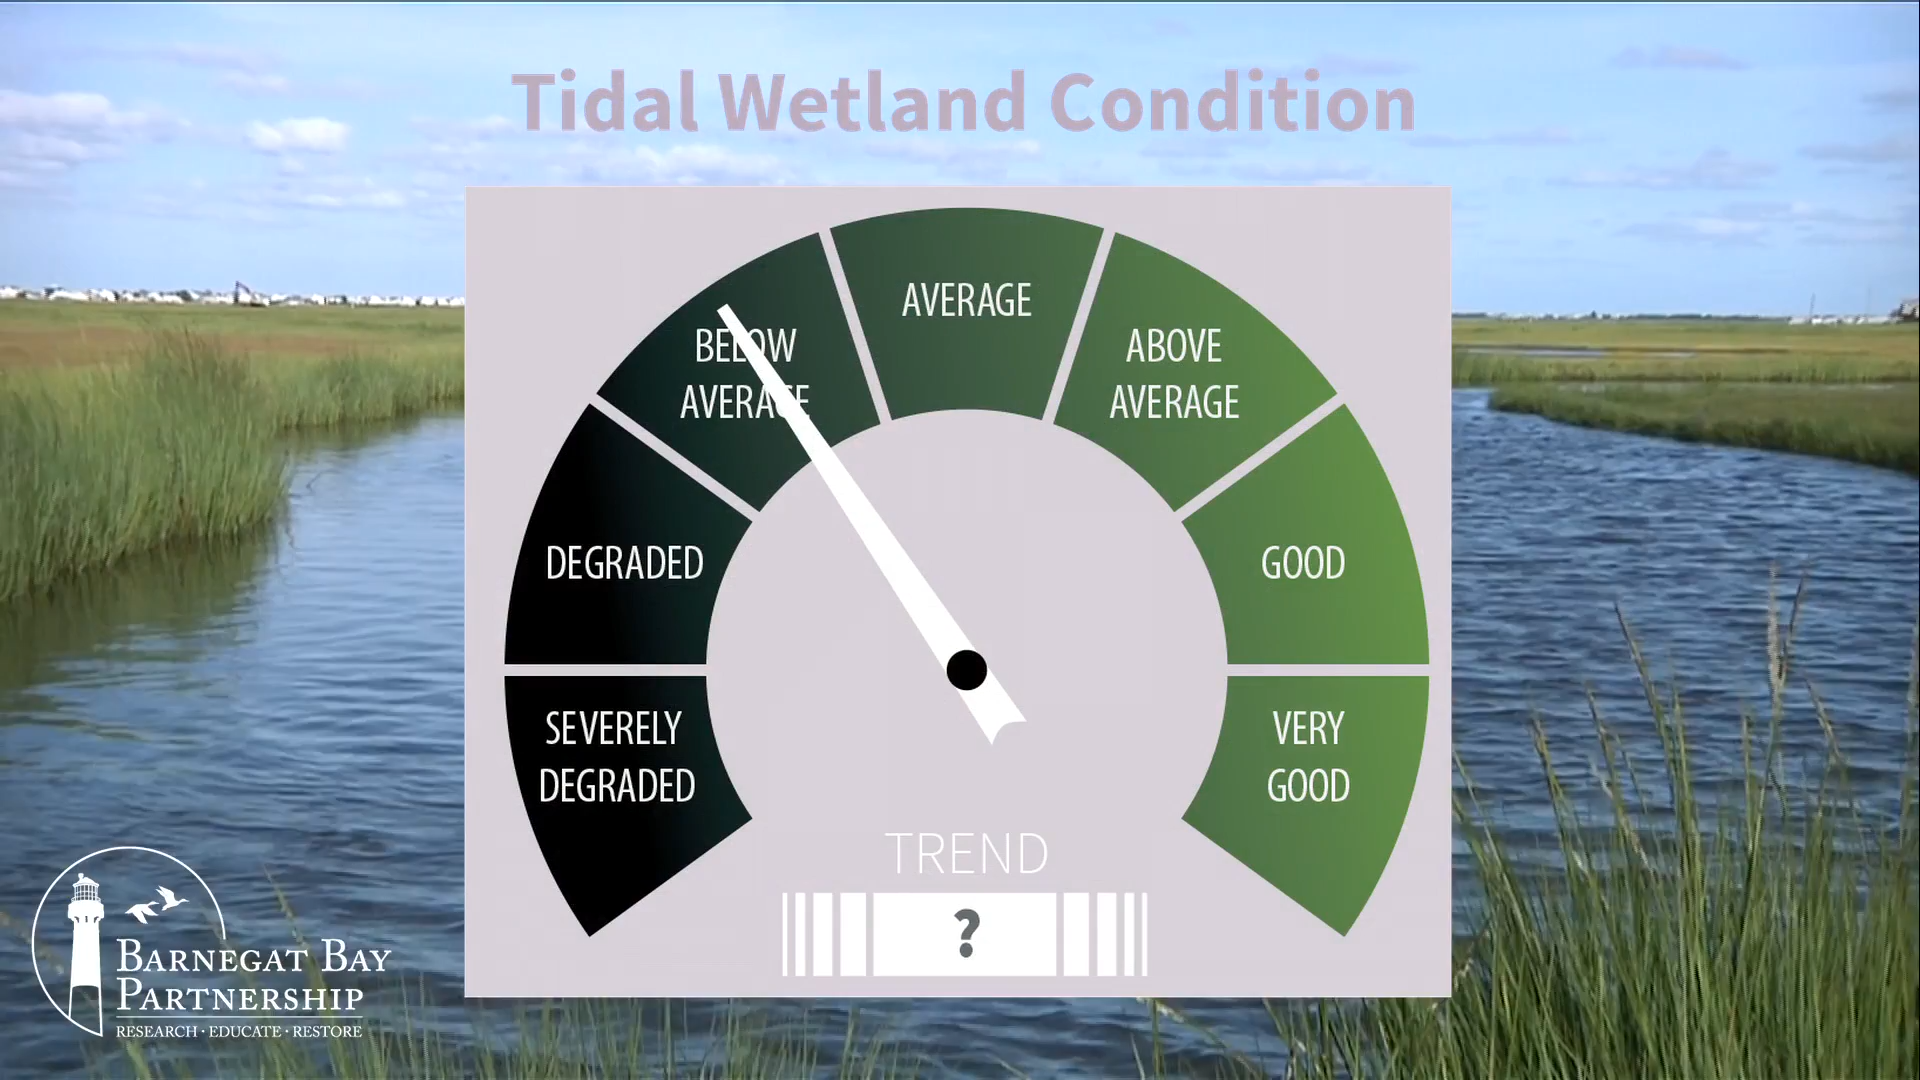 Tidal Wetland Condition
AVERAGE
BELOW
AVERAGE
ABOVE
AVERAGE
DEGRADED
GOOD
SEVERELY
DEGRADED
VERY
GOOD
TREND
?
BARNEGAT BAY
PARTNERSHIP
RESEARCH · EDUCATE · RESTORE